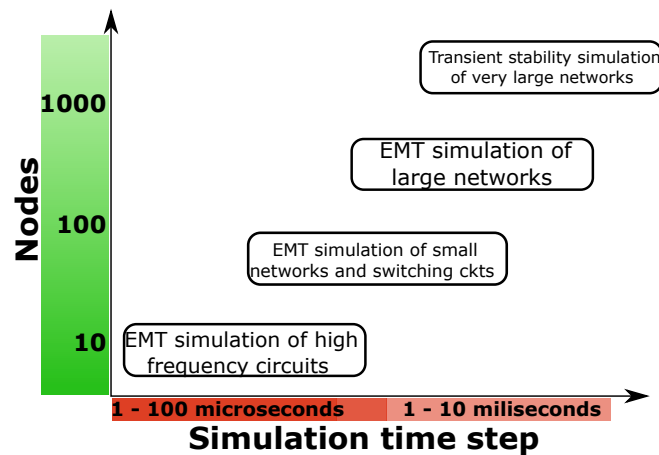 Transient stability simulation
of very large networks
1000
EMT simulation of
large networks
Nodes
100
EMT simulation of small
networks and switching ckts
10
EMT simulation of high
frequency circuits
1 - 100 microseconds
1 - 10 miliseconds
Simulation time step